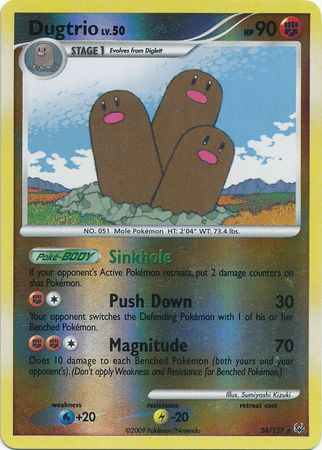 Dugtrio LV.50 HP 90
STAGE 1 Evolves from Diglett
NO. 051 Mole Pokémon HT: 2'04" WT: 73.4 lbs.
Poké-BODY Sinkhole
If your opponent's Active Pokémon retreats, put 2 damage counters on
that Pokémon.
Push Down 30
Your opponent switches the Defending Pokémon with 1 of his or her
Benched Pokémon.
Magnitude 70
Does 10 damage to each Benched Pokémon (both yours and your
opponent's). (Don't apply Weakness and Resistance for Benched Pokémon.)
Illus. Sumiyoshi Kizuki
weakness resistance retreat cost
+20 -20
©2009 Pokémon/Nintendo 24/127